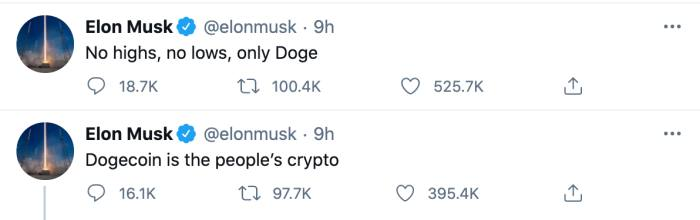 Elon Musk @elonmusk · 9h
No highs, no lows, only Doge
18.7K 100.4K 525.7K
Elon Musk @elonmusk · 9h
Dogecoin is the people’s crypto
16.1K 97.7K 395.4K